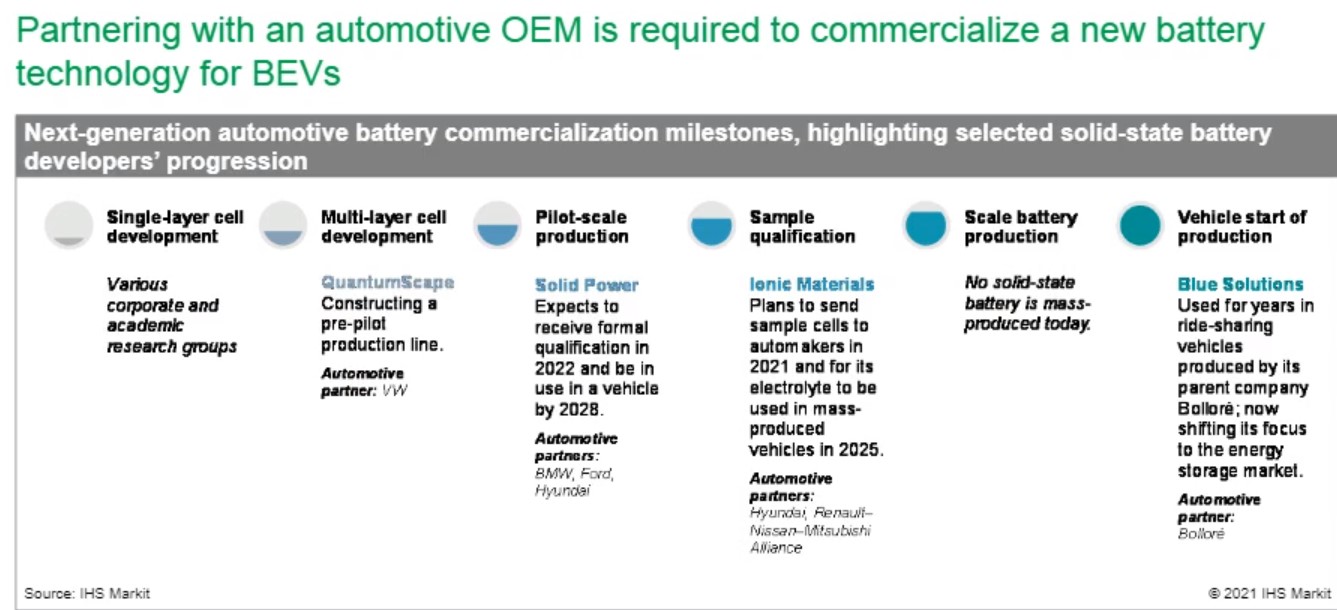 Partnering with an automotive OEM is required to commercialize a new battery
technology for BEVs
Next-generation automotive battery commercialization milestones, highlighting selected solid-state battery
developers' progression
Single-layer cell
development
Various
corporate and
academic
research groups
Multi-layer cell
development
QuantumScape
Constructing a
pre-pilot
production line.
Automotive
partner: VW
Pilot-scale
production
Solid Power
Expects to
receive formal
qualification in
2022 and be in
use in a vehicle
by 2028.
Automotive
partners:
BMW, Ford,
Hyundai
Sample
qualification
Ionic Materials
Plans to send
sample cells to
automakers in
2021 and for its
electrolyte to be
used in mass-
produced
vehicles in 2025.
Automotive
partners:
Hyundai, Renault–
Nissan–Mitsubishi
Alliance
Scale battery
production
No solid-state
battery is mass-
produced today.
Vehicle start of
production
Blue Solutions
Used for years in
ride-sharing
vehicles
produced by its
parent company
Bolloré; now
shifting its focus
to the energy
storage market.
Automotive
partner:
Bolloré
Source: IHS Markit
© 2021 IHS Markit